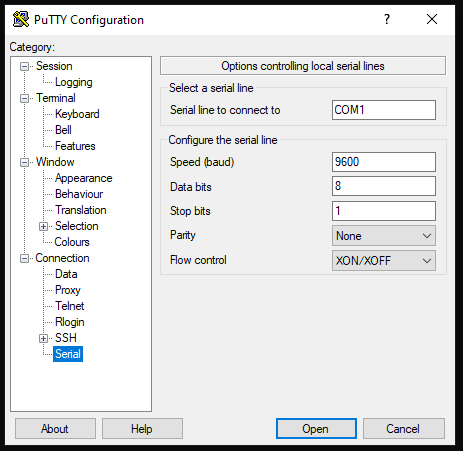 PuTTY Configuration
Category:
Session
Logging
Terminal
Keyboard
Bell
Features
Window
Appearance
Behaviour
Translation
Selection
Colours
Connection
Data
Proxy
Telnet
Rlogin
SSH
Serial
Options controlling local serial lines
Select a serial line
Serial line to connect to COM1
Configure the serial line
Speed (baud) 9600
Data bits 8
Stop bits 1
Parity None
Flow control XON/XOFF
About Help Open Cancel